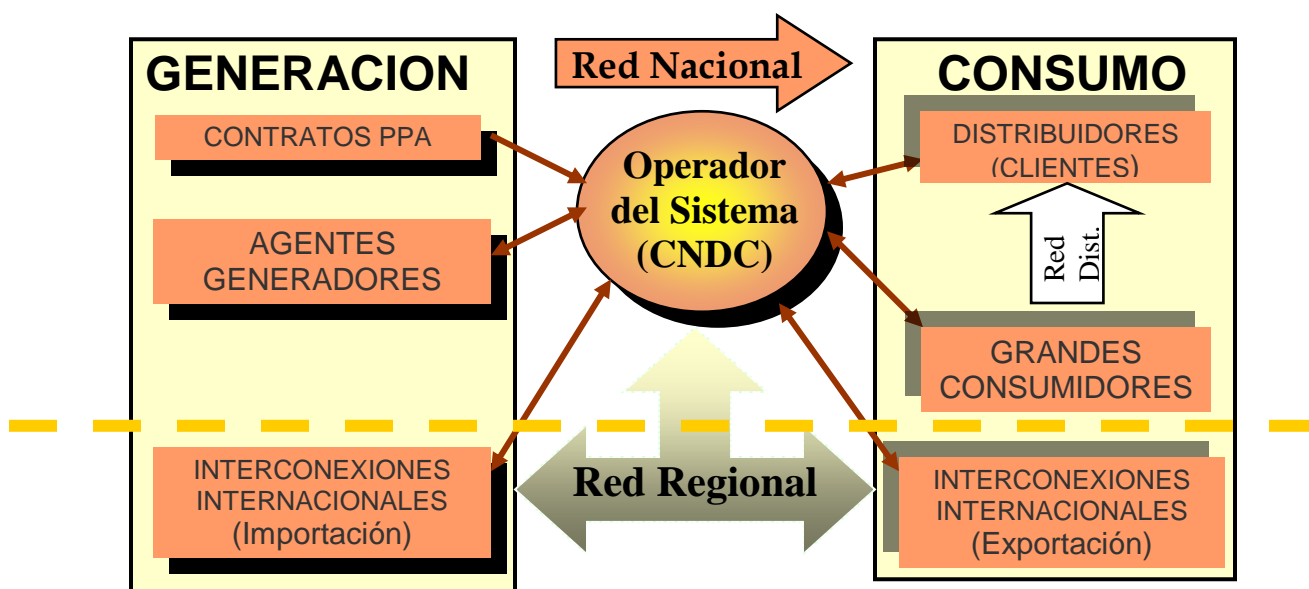 GENERACION
CONTRATOS PPA
AGENTES
GENERADORES
INTERCONEXIONES
INTERNACIONALES
(Importación)
Red Nacional
Operador
del Sistema
(CNDC)
Red Regional
CONSUMO
DISTRIBUIDORES
(CLIENTES)
Red
Dist.
GRANDES
CONSUMIDORES
INTERCONEXIONES
INTERNACIONALES
(Exportación)